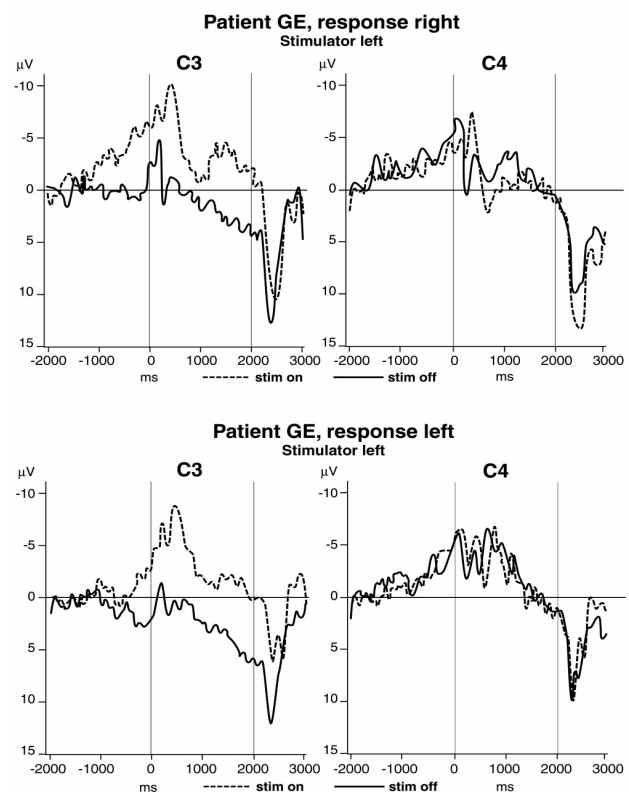 Patient GE, response right
Stimulator left
C3
C4
µV
µV
-10
-10
-5
-5
0
0
5
5
10
10
15
15
-2000 -1000 0 1000 2000 3000
-2000 -1000 0 1000 2000 3000
ms stim on stim off ms
Patient GE, response left
Stimulator left
C3
C4
µV
µV
-10
-10
-5
-5
0
0
5
5
10
10
15
15
-2000 -1000 0 1000 2000 3000
-2000 -1000 0 1000 2000 3000
ms stim on stim off ms